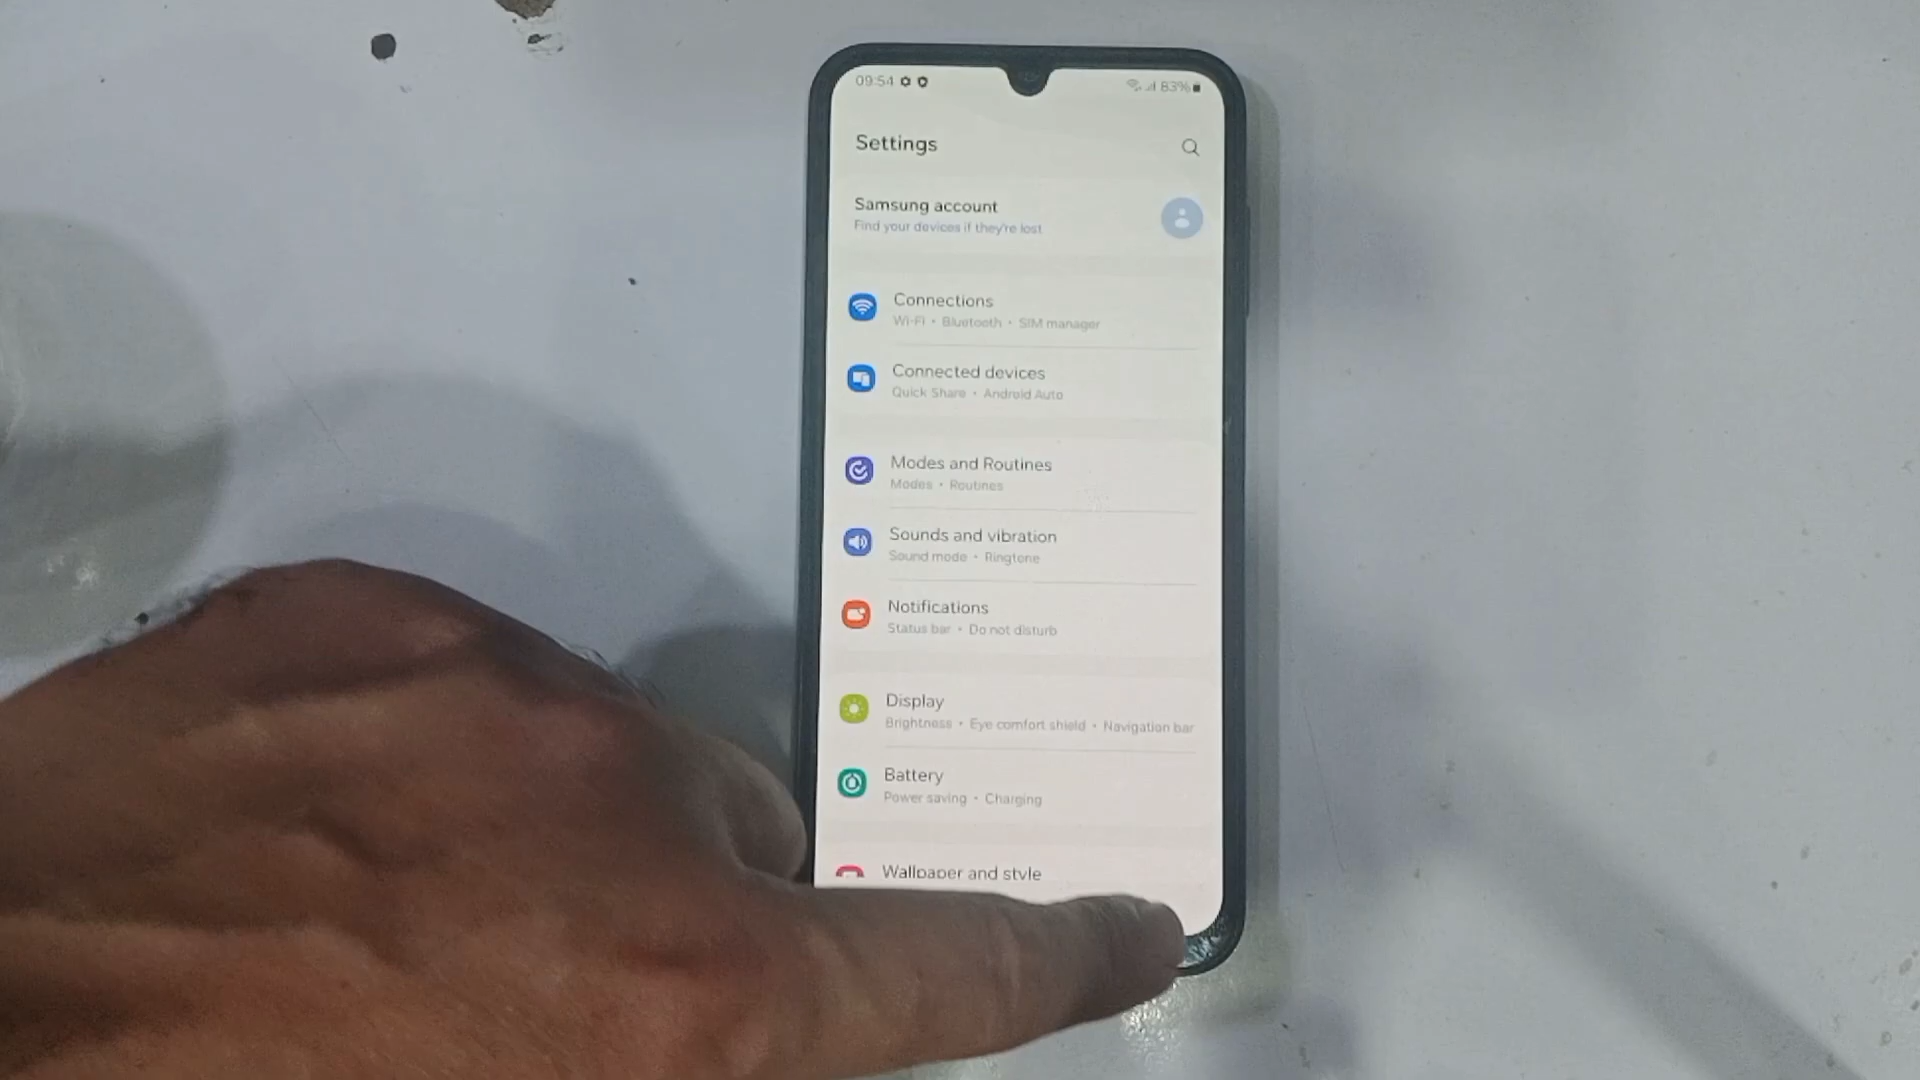 09:54 83%
Settings
Samsung account
Find your devices if they're lost
Connections
Wi-Fi • Bluetooth • SIM manager
Connected devices
Quick Share • Android Auto
Modes and Routines
Modes • Routines
Sounds and vibration
Sound mode • Ringtone
Notifications
Status bar • Do not disturb
Display
Brightness • Eye comfort shield • Navigation bar
Battery
Power saving • Charging
Wallpaper and style